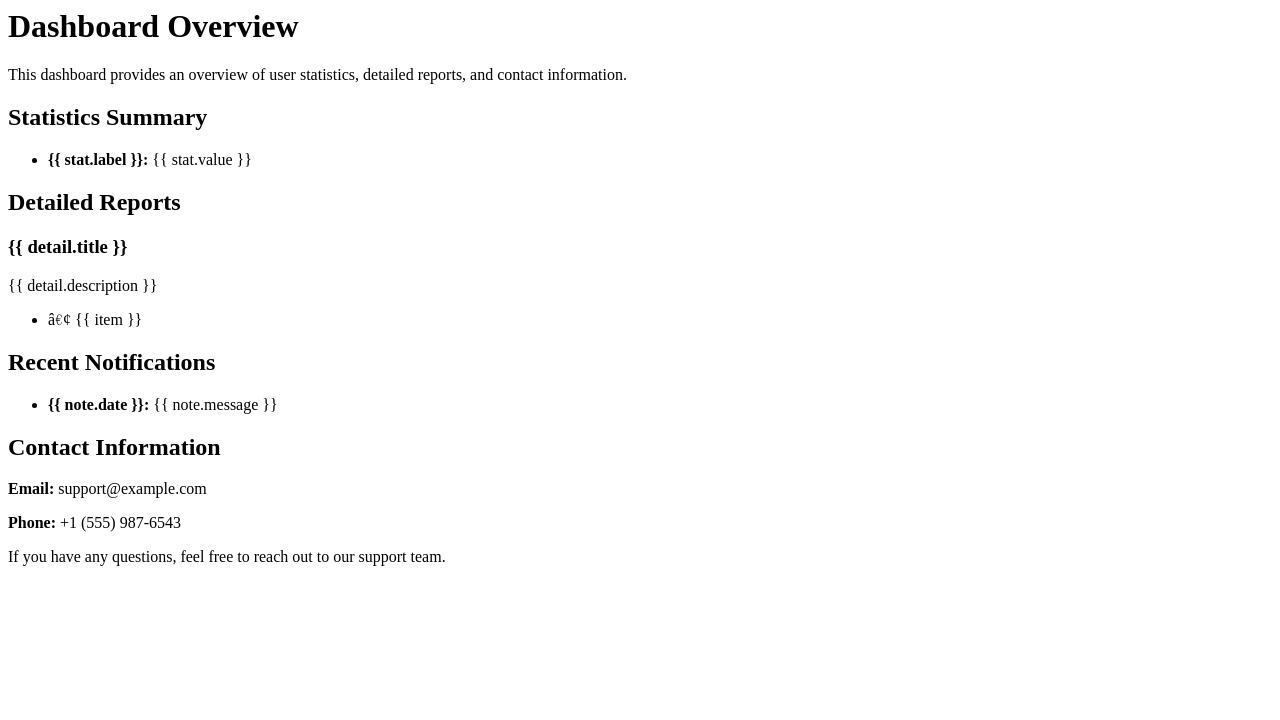 Dashboard Overview
This dashboard provides an overview of user statistics, detailed reports, and contact information.
Statistics Summary
• {{ stat.label }}: {{ stat.value }}
Detailed Reports
{{ detail.title }}
{{ detail.description }}
• â€¢ {{ item }}
Recent Notifications
• {{ note.date }}: {{ note.message }}
Contact Information
Email: support@example.com
Phone: +1 (555) 987-6543
If you have any questions, feel free to reach out to our support team.